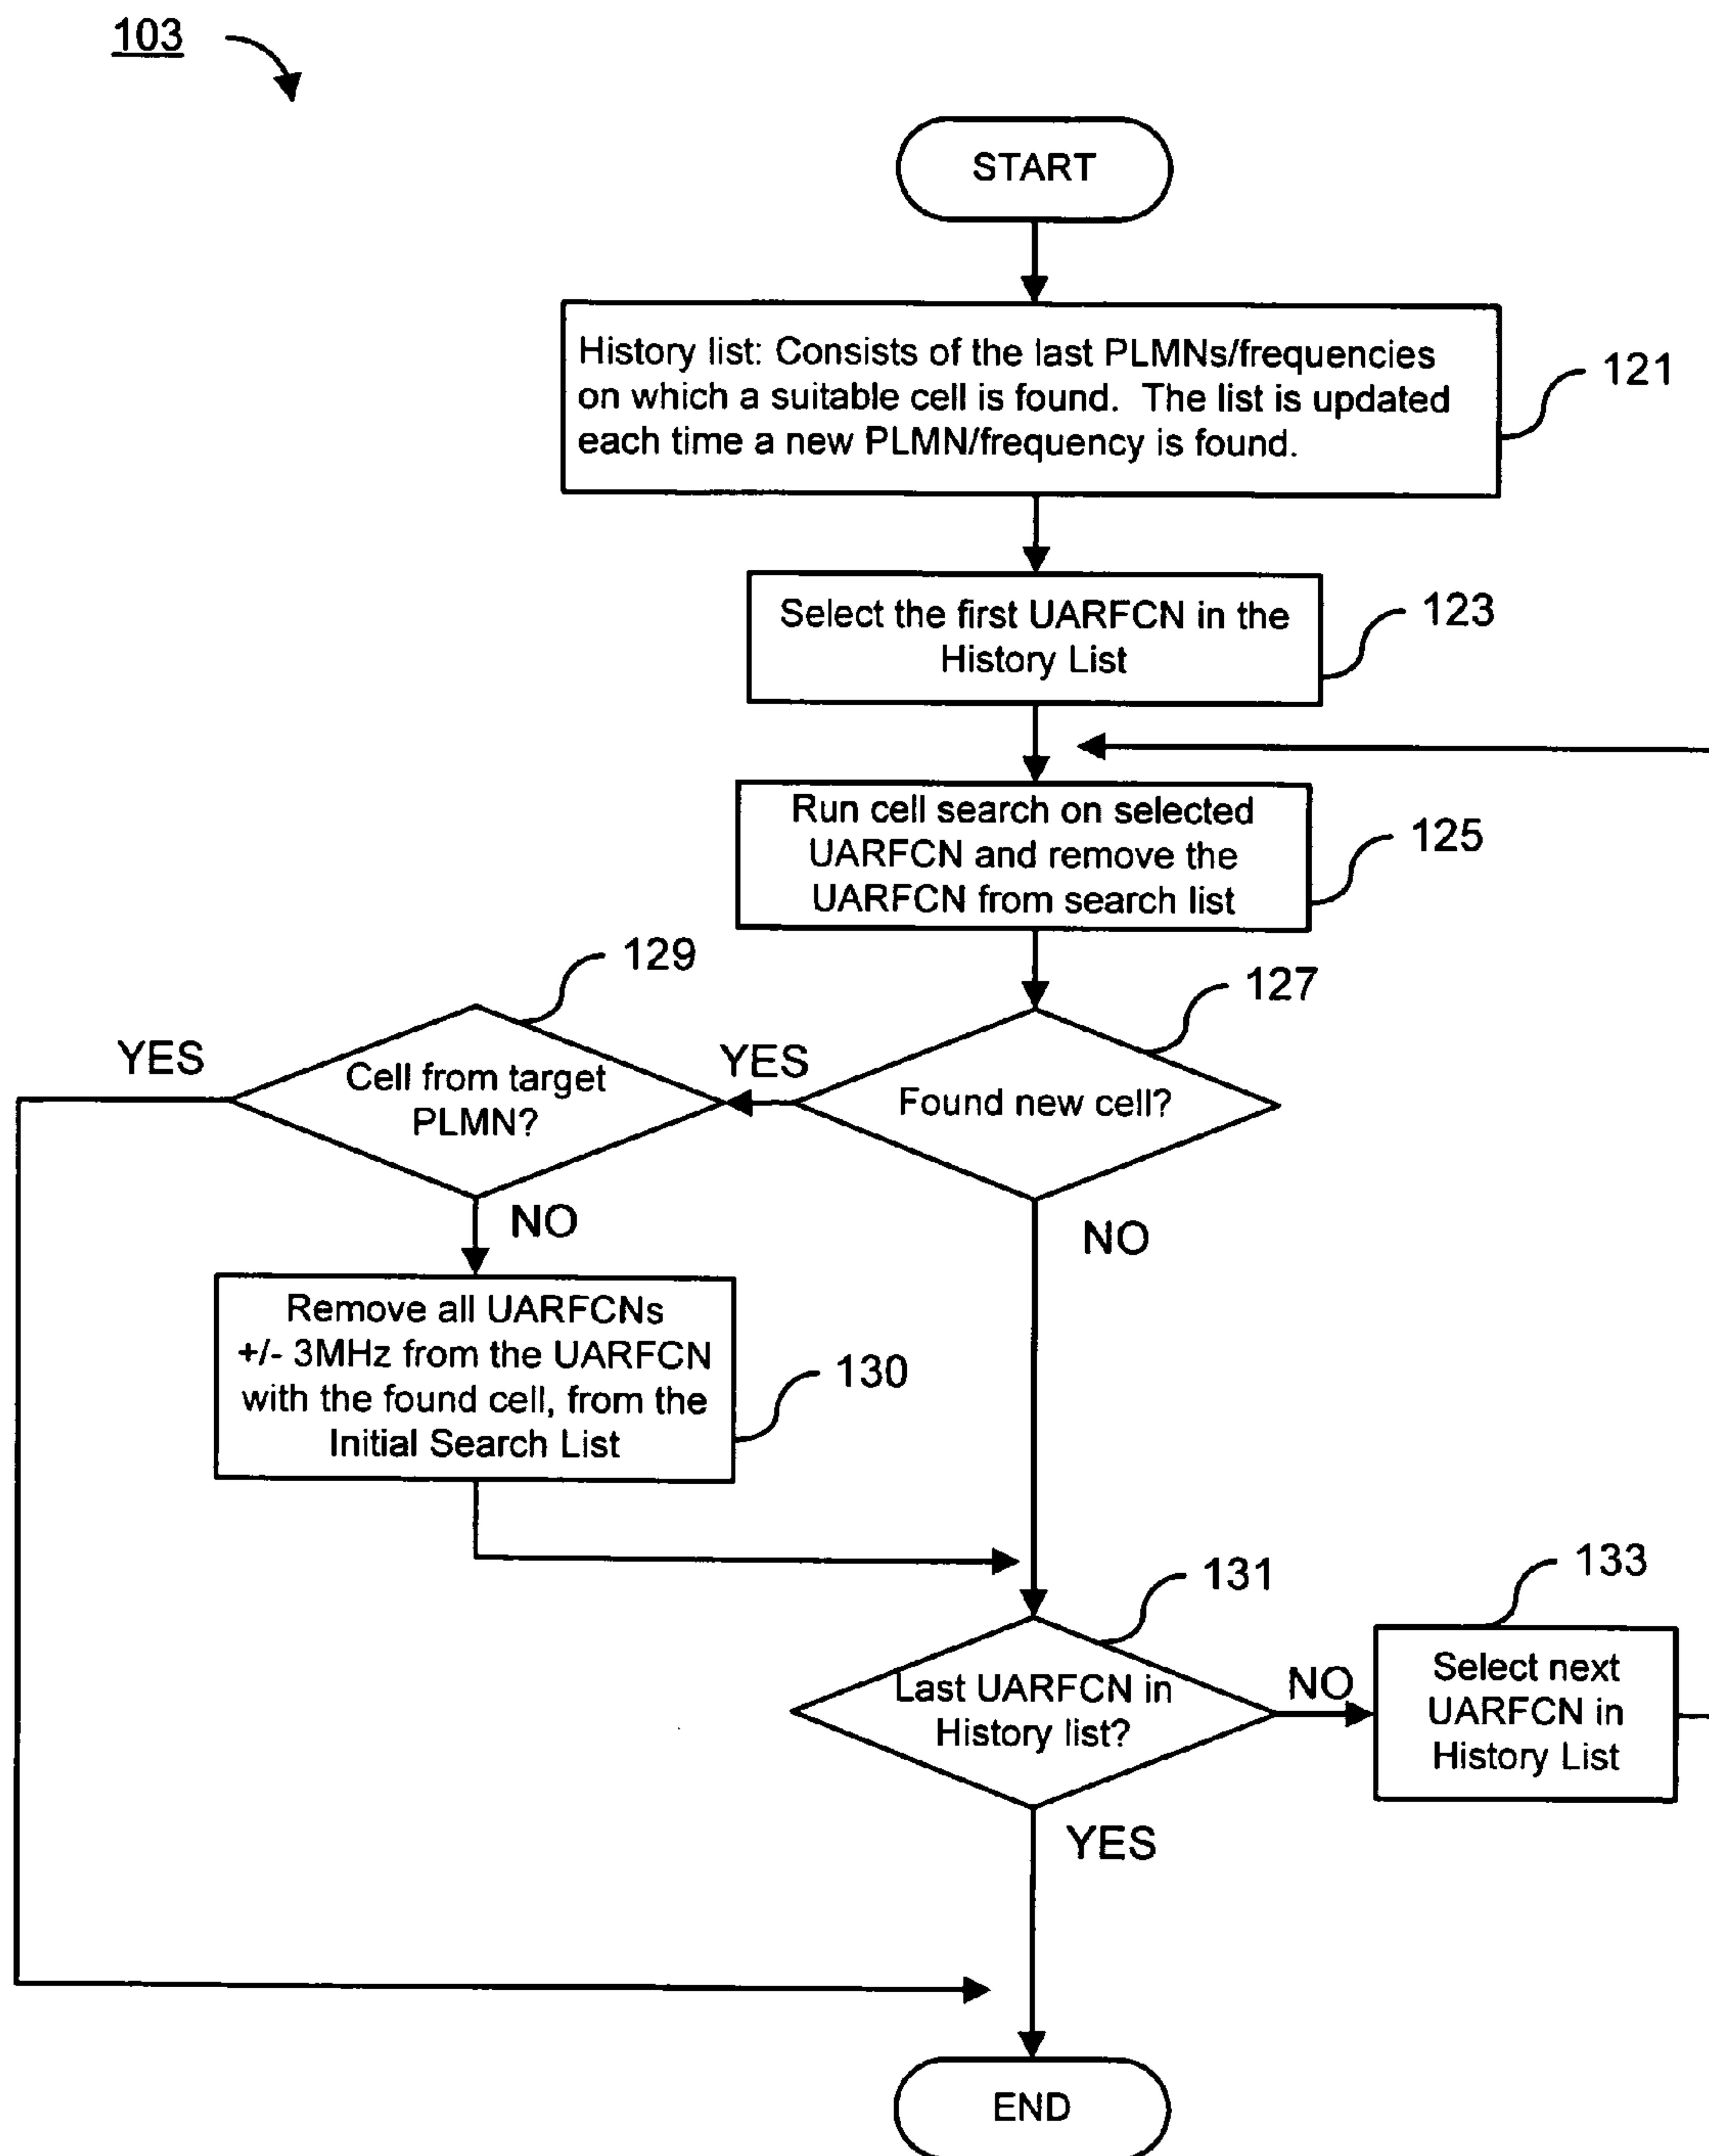 103
START
History list: Consists of the last PLMNs/frequencies
on which a suitable cell is found. The list is updated
each time a new PLMN/frequency is found.
121
Select the first UARFCN in the
History List
123
Run cell search on selected
UARFCN and remove the
UARFCN from search list
125
129
127
YES
Cell from target
PLMN?
YES
Found new cell?
NO
NO
Remove all UARFCNs
+/- 3MHz from the UARFCN
with the found cell, from the
Initial Search List
130
131
133
Last UARFCN in
History list?
NO
Select next
UARFCN in
History List
YES
END